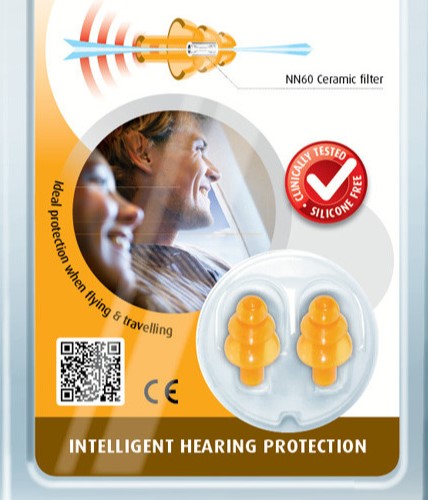 NN60 Ceramic filter
CLINICALLY TESTED
• SILICONE FREE •
Ideal protection when flying & travelling
CE
INTELLIGENT HEARING PROTECTION